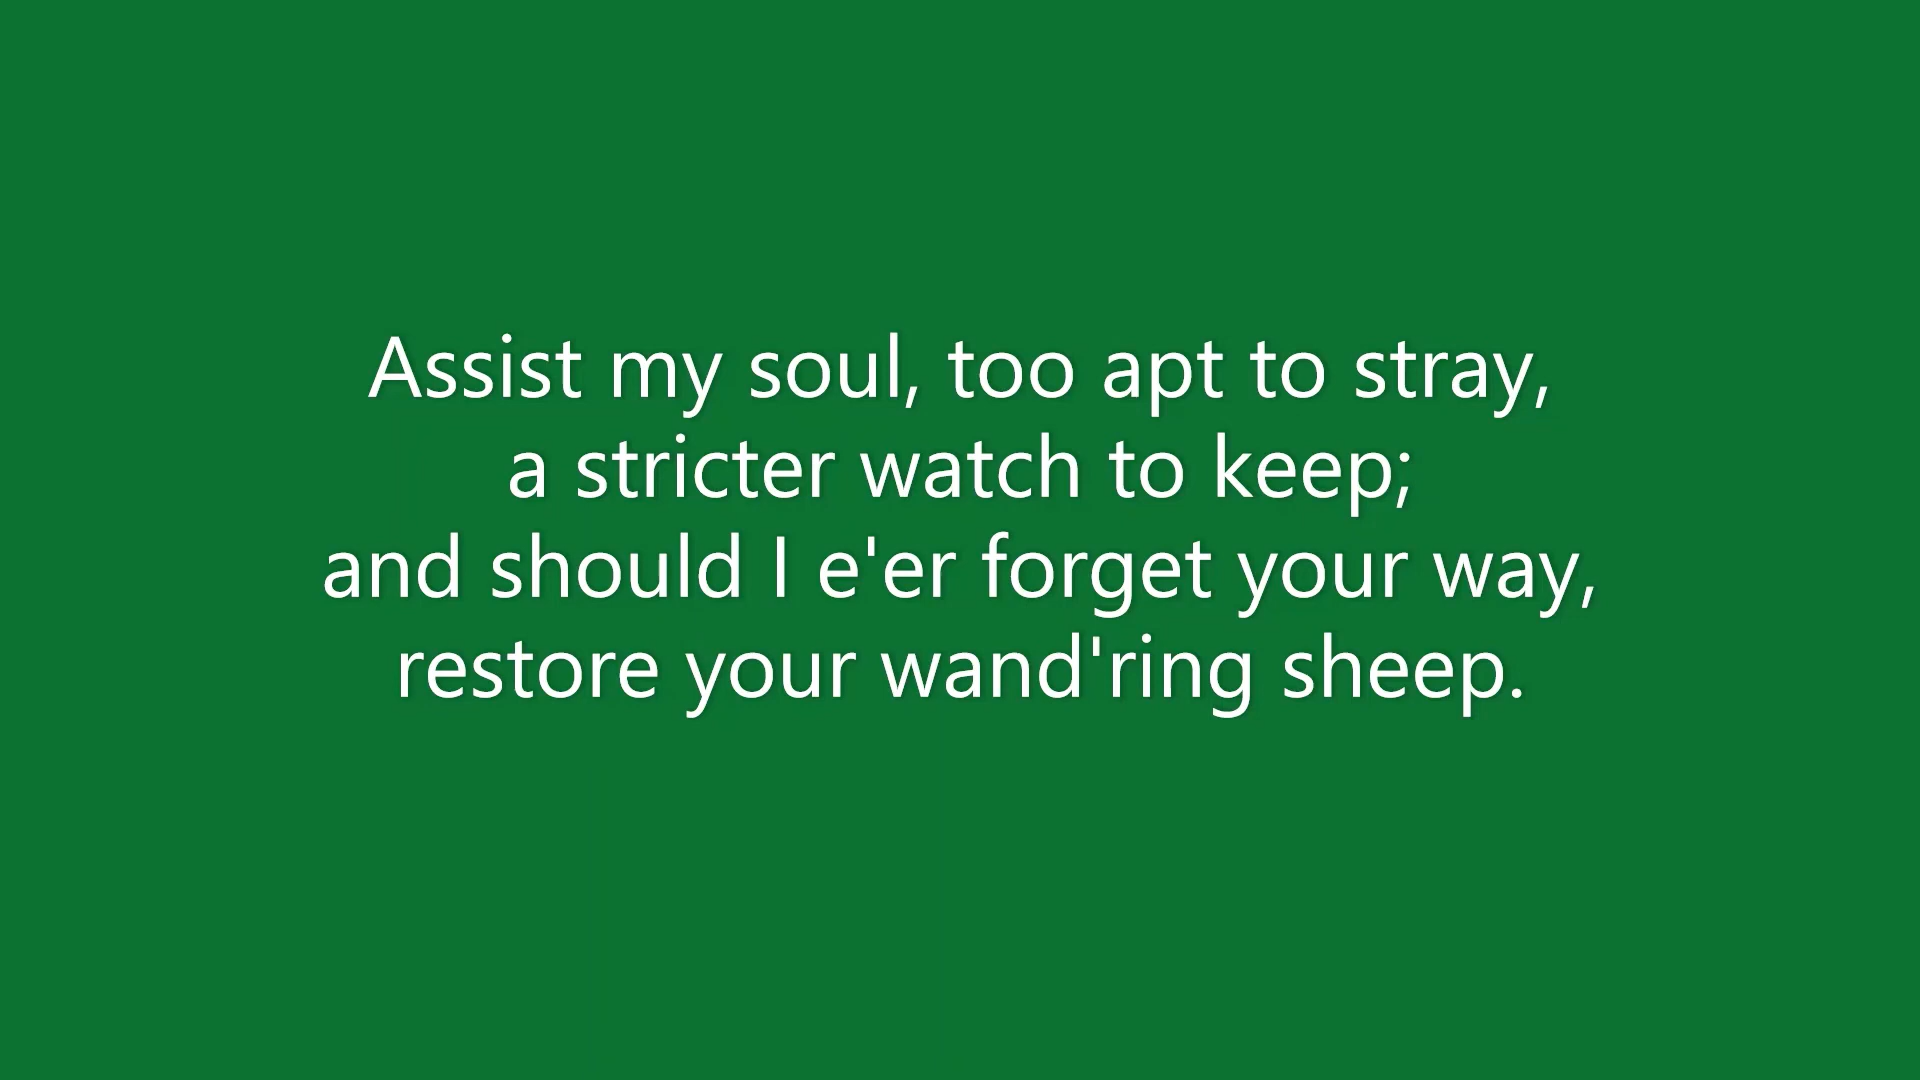 Assist my soul, too apt to stray,
a stricter watch to keep;
and should I e'er forget your way,
restore your wand'ring sheep.